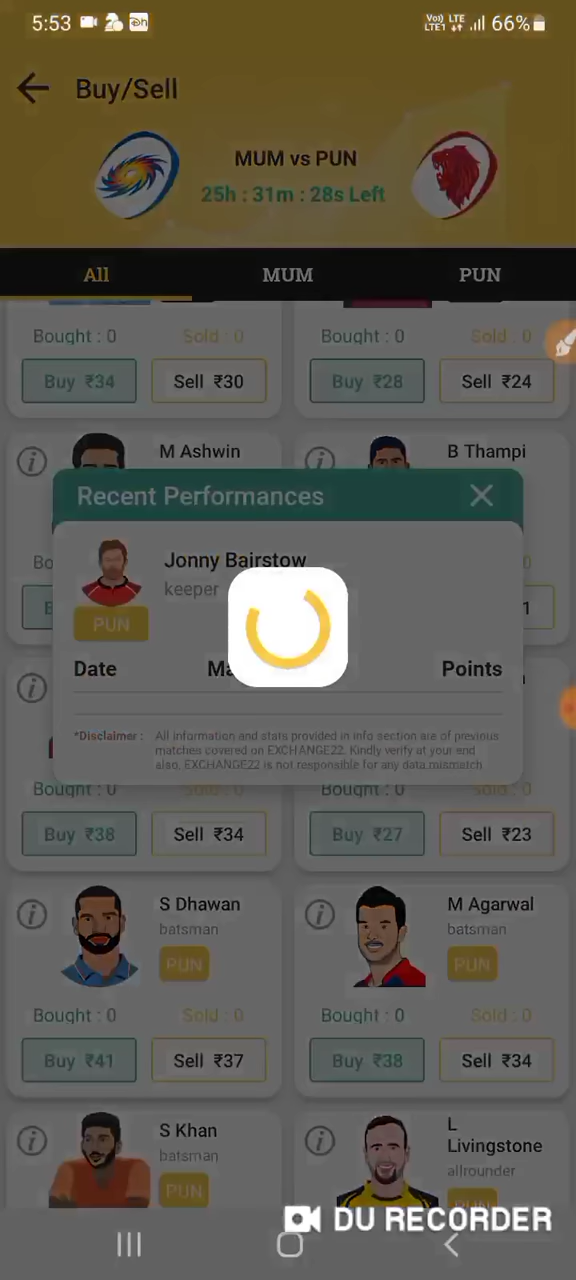 5:53
Vo) LTE
LTE1
66%
Buy/Sell
MUM vs PUN
25h : 31m : 28s Left
All
MUM
PUN
Bought : 0
Sold : 0
Bought : 0
Sold : 0
Buy ₹34
Sell ₹30
Buy ₹28
Sell ₹24
M Ashwin
B Thampi
Recent Performances
Jonny Bairstow
keeper
PUN
Date
Points
*Disclaimer :
All information and stats provided in info section are of previous
matches covered on EXCHANGE22. Kindly verify at your end
also. EXCHANGE22 is not responsible for any data mismatch
Bought : 0
Sold : 0
Bought : 0
Sold : 0
Buy ₹38
Sell ₹34
Buy ₹27
Sell ₹23
S Dhawan
batsman
PUN
M Agarwal
batsman
PUN
Bought : 0
Sold : 0
Bought : 0
Sold : 0
Buy ₹41
Sell ₹37
Buy ₹38
Sell ₹34
S Khan
batsman
PUN
L
Livingstone
allrounder
PUN
DU RECORDER